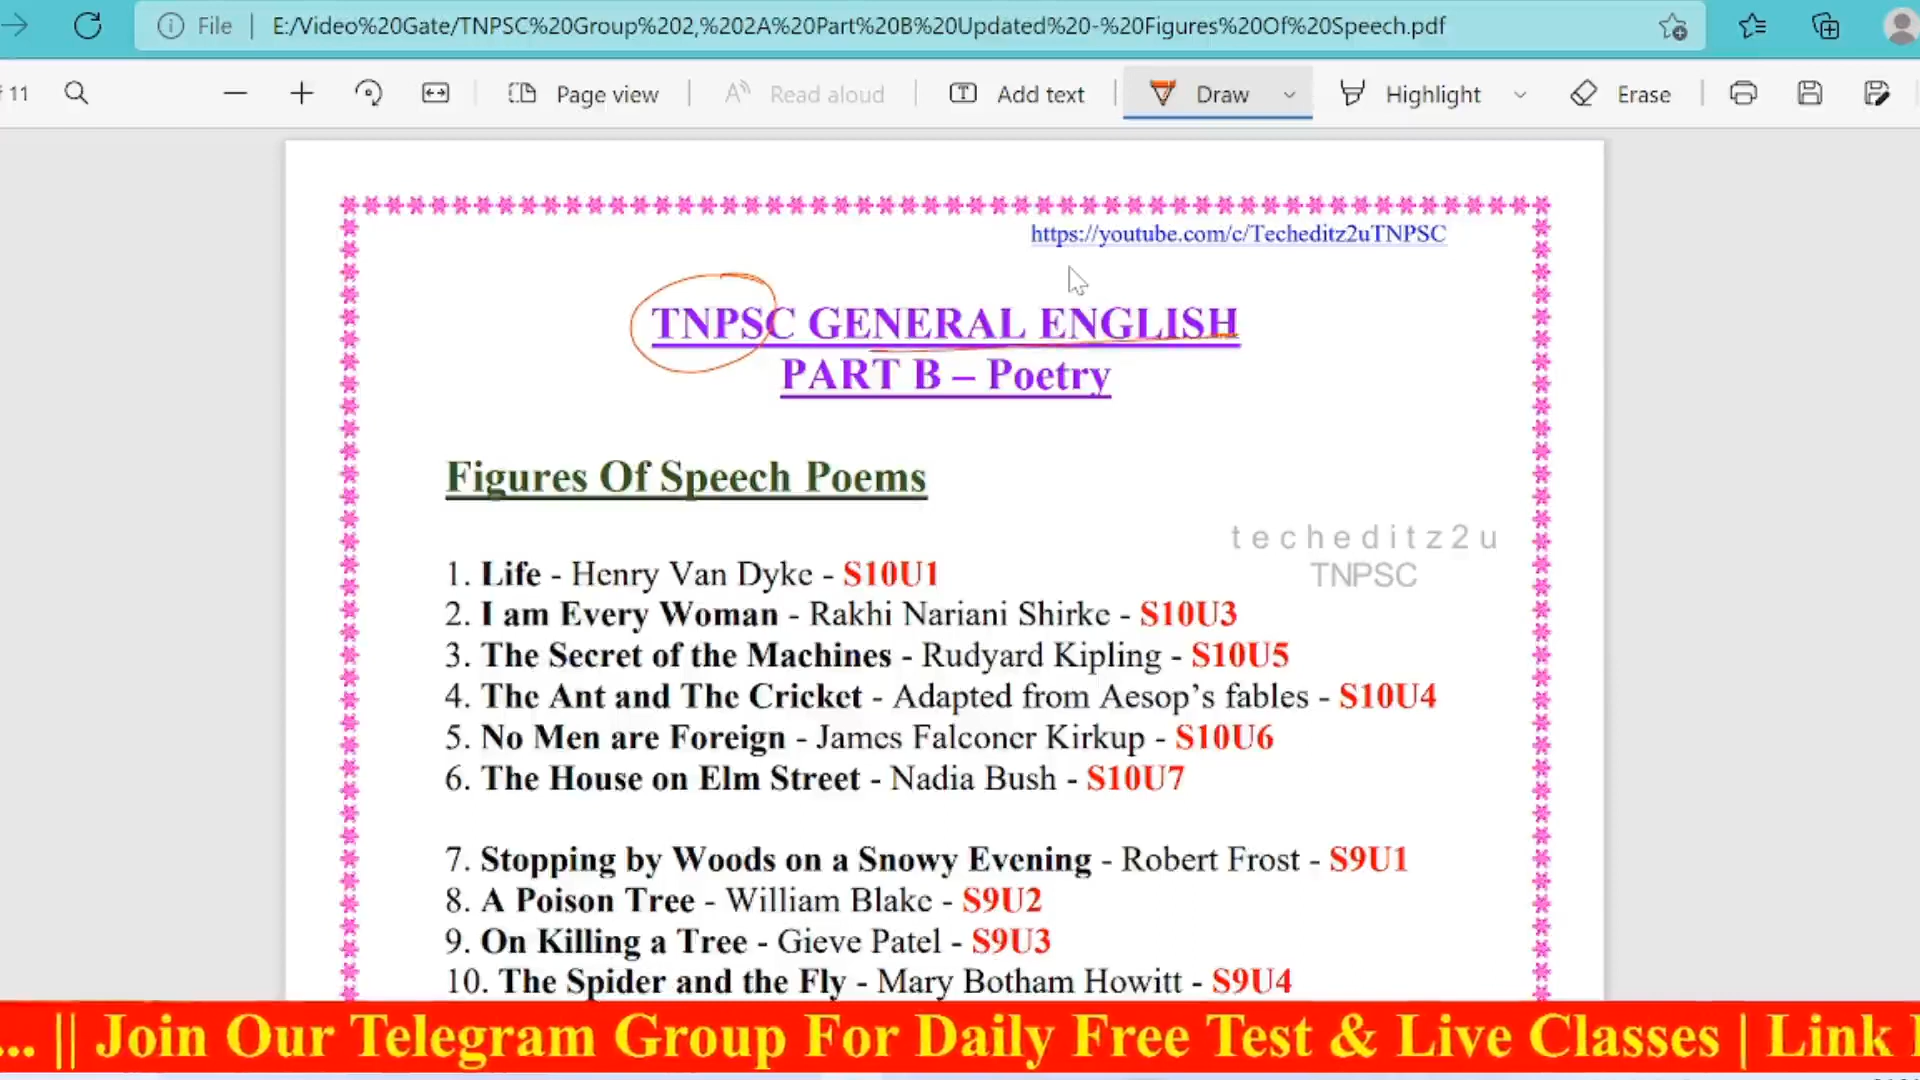 File
E:/Video%20Gate/TNPSC%20Group%202,%202A%20Part%20B%20Updated%20-%20Figures%20Of%20Speech.pdf
f 11
Page view
Read aloud
Add text
Draw
Highlight
Erase
https://youtube.com/c/Techeditz2uTNPSC
TNPSC GENERAL ENGLISH
PART B – Poetry
Figures Of Speech Poems
techeditz2u
TNPSC
1. Life - Henry Van Dyke - S10U1
2. I am Every Woman - Rakhi Nariani Shirke - S10U3
3. The Secret of the Machines - Rudyard Kipling - S10U5
4. The Ant and The Cricket - Adapted from Aesop’s fables - S10U4
5. No Men are Foreign - James Falconer Kirkup - S10U6
6. The House on Elm Street - Nadia Bush - S10U7
7. Stopping by Woods on a Snowy Evening - Robert Frost - S9U1
8. A Poison Tree - William Blake - S9U2
9. On Killing a Tree - Gieve Patel - S9U3
10. The Spider and the Fly - Mary Botham Howitt - S9U4
... || Join Our Telegram Group For Daily Free Test & Live Classes | Link